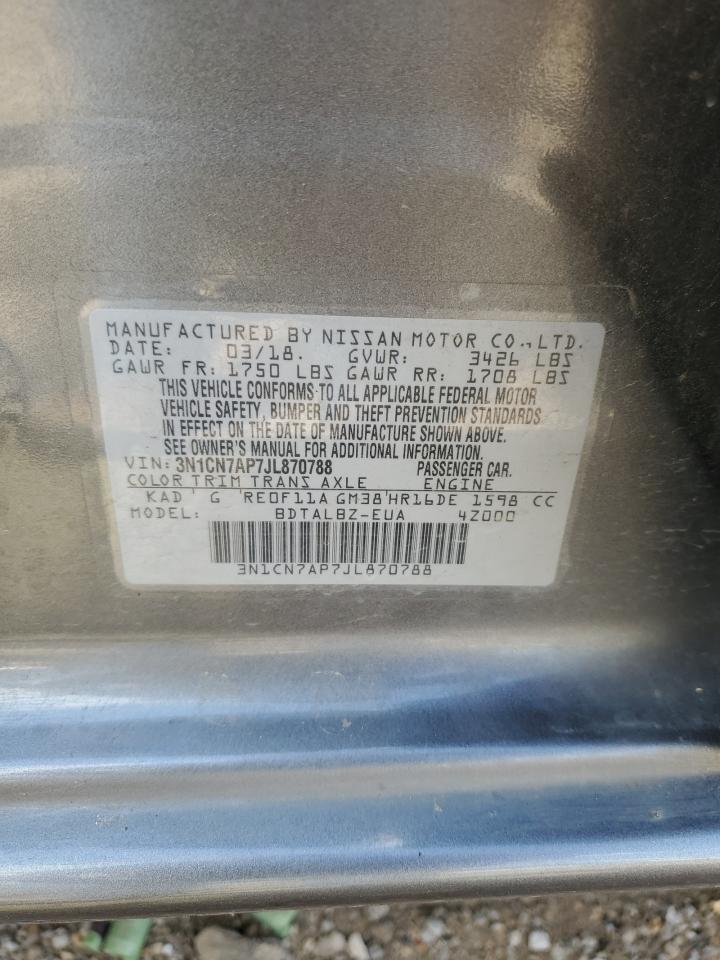 MANUFACTURED BY NISSAN MOTOR CO., LTD.
DATE: 03/18. GVWR: 3426 LBS
GAWR FR: 1750 LBS GAWR RR: 1708 LBS
THIS VEHICLE CONFORMS TO ALL APPLICABLE FEDERAL MOTOR
VEHICLE SAFETY, BUMPER AND THEFT PREVENTION STANDARDS
IN EFFECT ON THE DATE OF MANUFACTURE SHOWN ABOVE.
SEE OWNER'S MANUAL FOR ADDITIONAL INFORMATION.
VIN: 3N1CN7AP7JL870788 PASSENGER CAR.
COLOR TRIM TRANS AXLE ENGINE
KAD G RE0F11A GM38 HR16DE 1598 CC
MODEL: BDTALBZ-EUA 4Z000
3N1CN7AP7JL870788